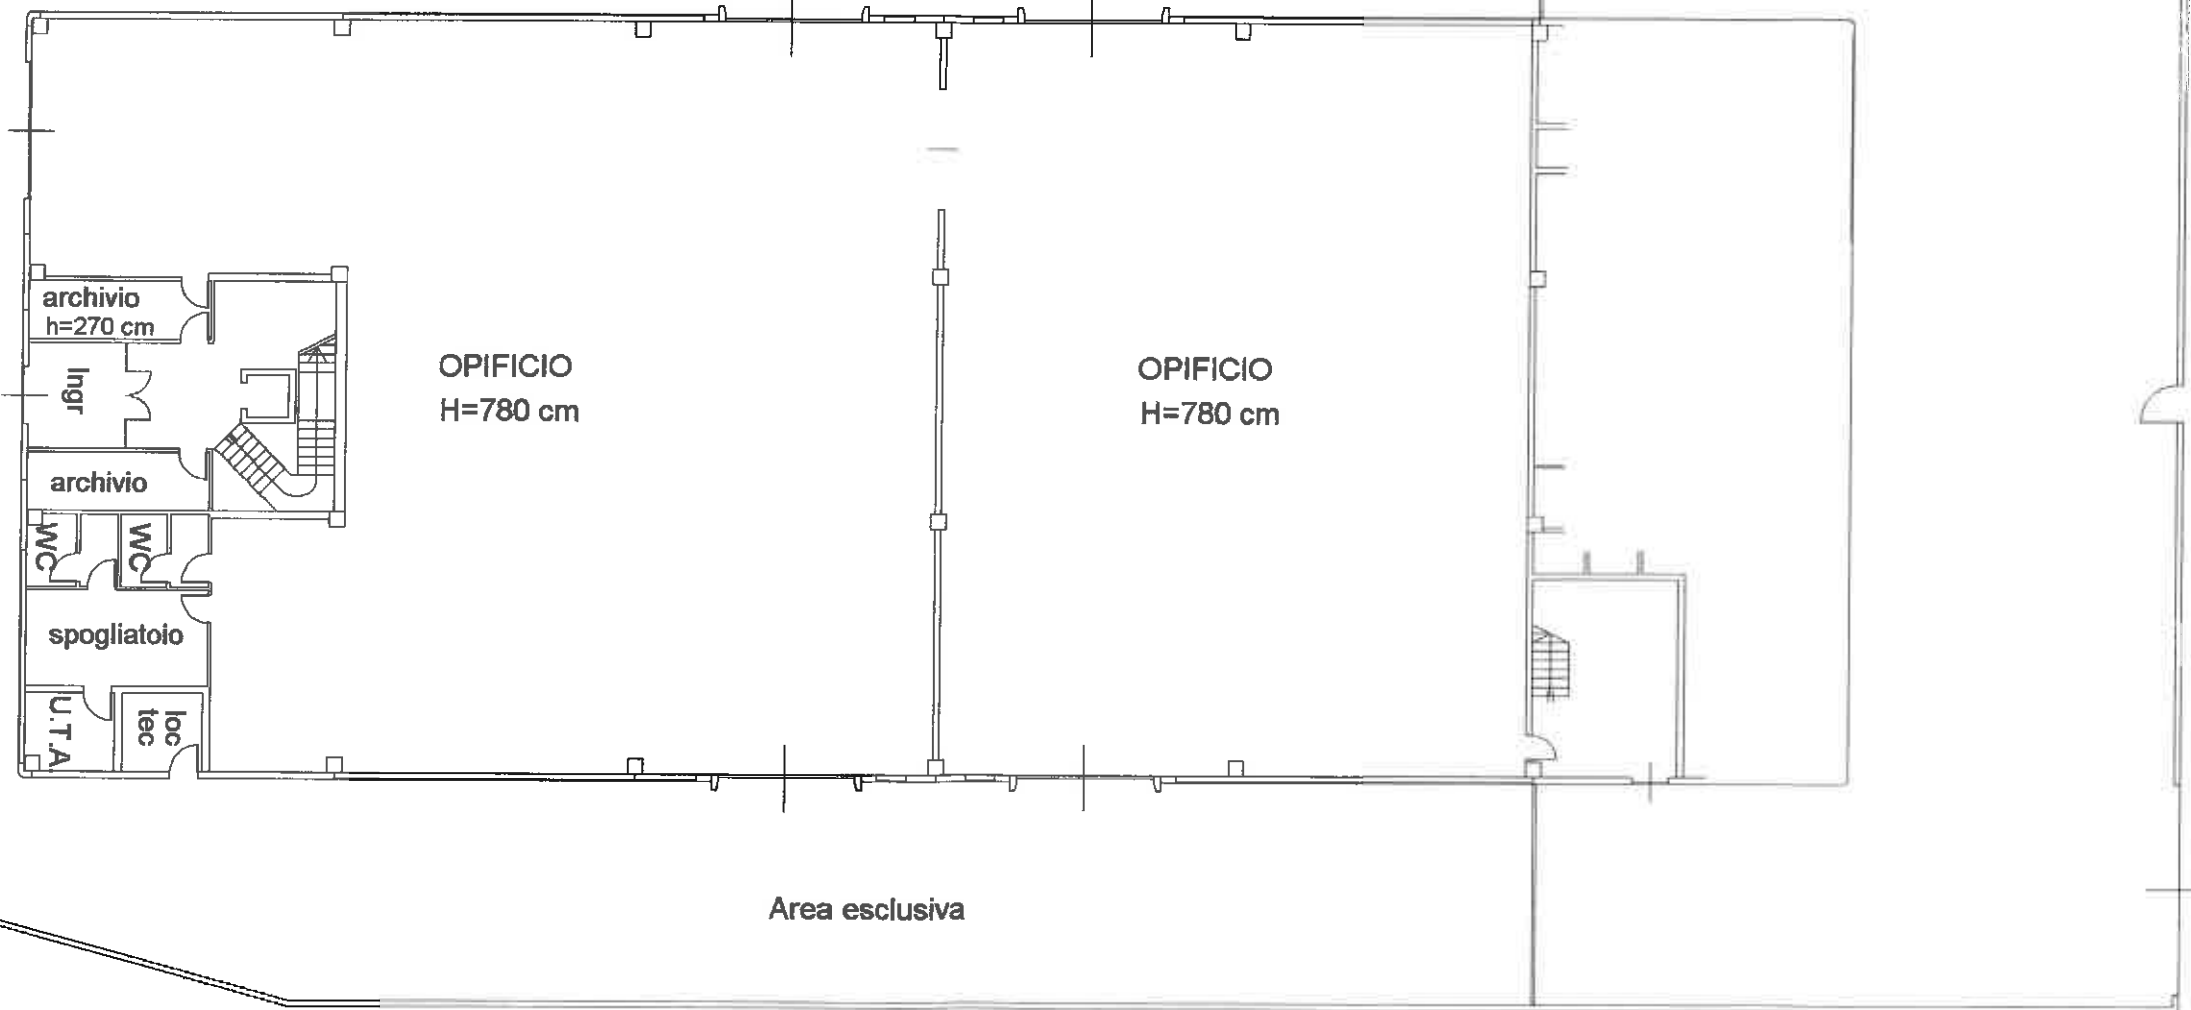 archivio
h=270 cm
Ingr
archivio
WC
WC
spogliatoio
U.T.A
loc
tec
OPIFICIO
H=780 cm
OPIFICIO
H=780 cm
Area esclusiva